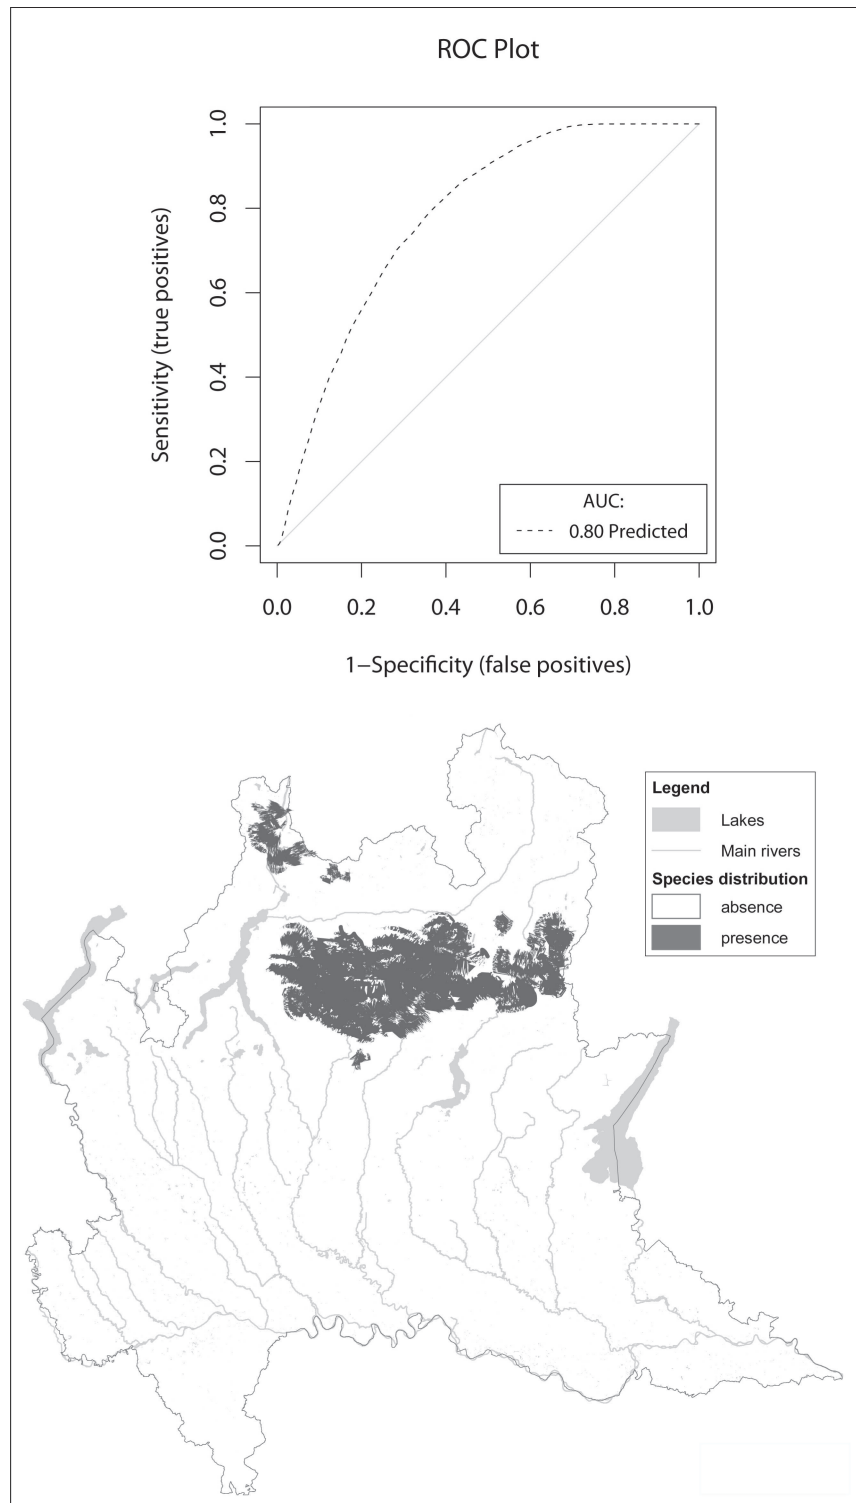 ROC Plot
Sensitivity (true positives)
1.0
0.8
0.6
0.4
0.2
0.0
AUC:
0.80 Predicted
0.0 0.2 0.4 0.6 0.8 1.0
1−Specificity (false positives)
Legend
Lakes
Main rivers
Species distribution
absence
presence